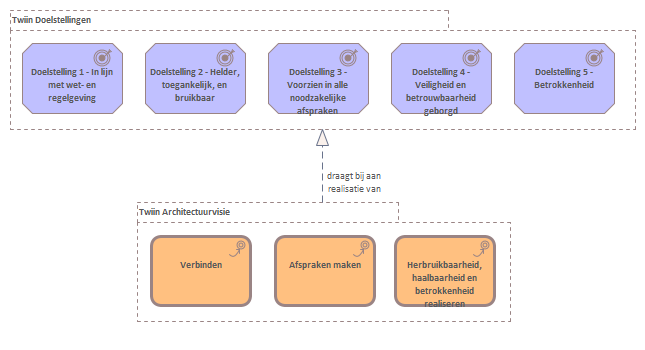 Twiin Doelstellingen
Doelstelling 1 - In lijn
met wet- en
regelgeving
Doelstelling 2 - Helder,
toegankelijk, en
bruikbaar
Doelstelling 3 -
Voorzien in alle
noodzakelijke
afspraken
Doelstelling 4 -
Veiligheid en
betrouwbaarheid
geborgd
Doelstelling 5 -
Betrokkenheid
draagt bij aan
realisatie van
Twiin Architectuurvisie
Verbinden
Afspraken maken
Herbruikbaarheid,
haalbaarheid en
betrokkenheid
realiseren